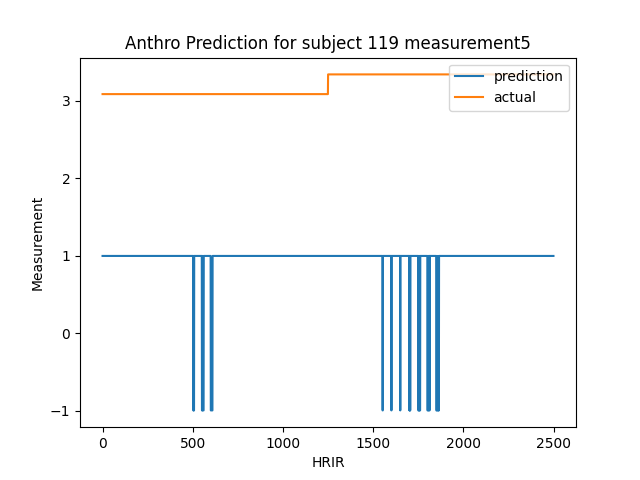 Anthro Prediction for subject 119 measurement5
prediction
actual
Measurement
3
2
1
0
−1
0
500
1000
1500
2000
2500
HRIR